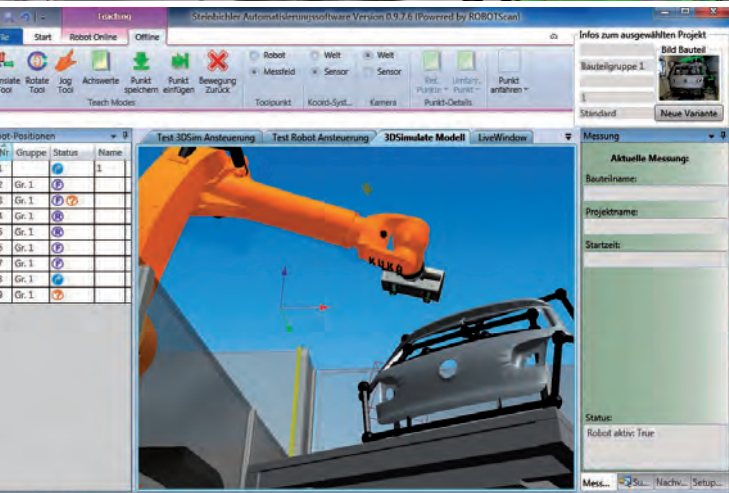 Teaching
Steinbichler Automatisierungssoftware Version 0.9.7.6 (Powered by ROBOTScan)
Start Robot Online Offline
Translate Tool
Rotate Tool
Jog Tool
Achswerte
Punkt speichern
Punkt einfügen
Bewegung Zurück
Teach Modes
Robot
Messfeld
Toolpunkt
Welt
Sensor
Koord-Syst...
Welt
Sensor
Kamera
Punkt-Details
Punkt anfahren
Infos zum ausgewählten Projekt
Bild Bauteil
Bauteilgruppe 1
1
Standard
Neue Variante
Robot-Positionen
Nr Gruppe Status Name
1 1
2 Gr. 1 P
3 Gr. 1 P ?
4 Gr. 1 R
5 Gr. 1 R
6 Gr. 1 P
7 Gr. 1 P
8 Gr. 1
9 Gr. 1 ?
Test 3DSim Ansteuerung Test Robot Ansteuerung 3DSimulate Modell LiveWindow
KUKA
Messung
Aktuelle Messung:
Bauteilname:
Projektname:
Startzeit:
Status:
Robot aktiv: True
Mess... Su... Nachv... Setup...